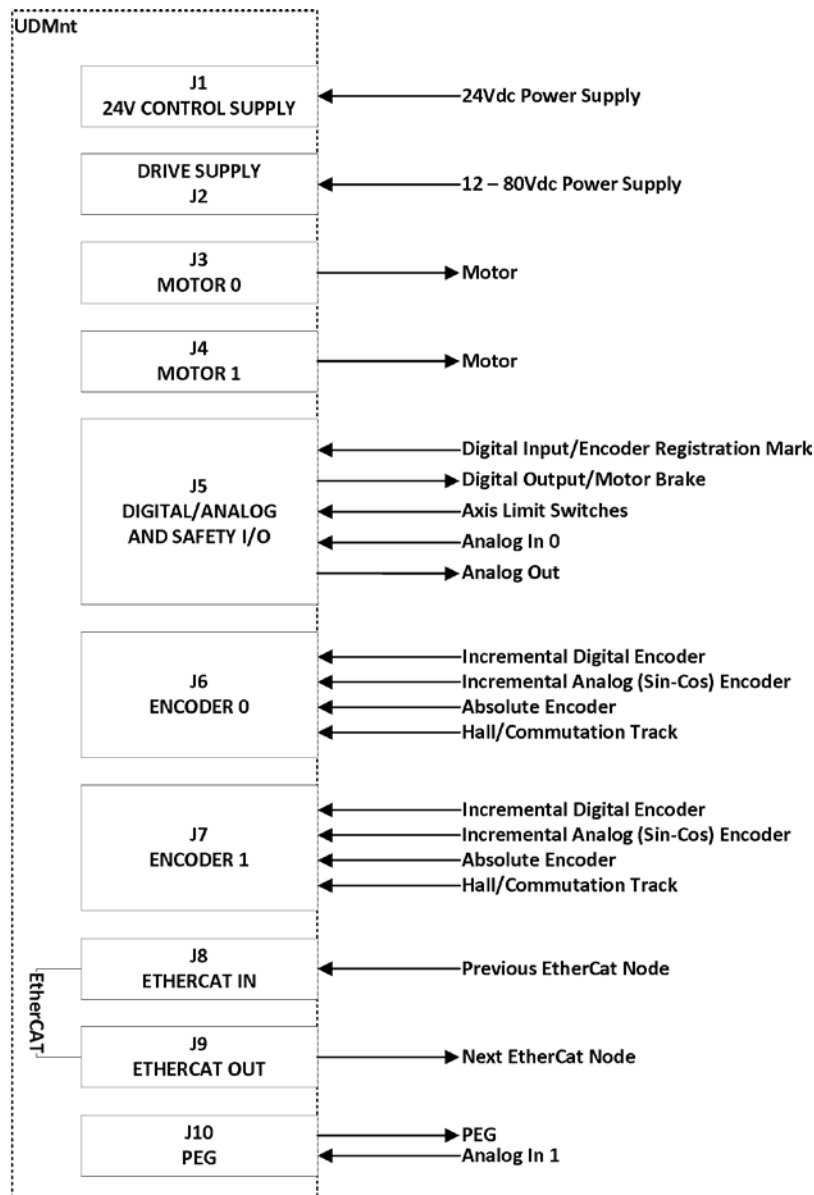 UDMnt
J1
24V CONTROL SUPPLY
24Vdc Power Supply
DRIVE SUPPLY
J2
12 – 80Vdc Power Supply
J3
MOTOR 0
Motor
J4
MOTOR 1
Motor
J5
DIGITAL/ANALOG
AND SAFETY I/O
Digital Input/Encoder Registration Mark
Digital Output/Motor Brake
Axis Limit Switches
Analog In 0
Analog Out
J6
ENCODER 0
Incremental Digital Encoder
Incremental Analog (Sin-Cos) Encoder
Absolute Encoder
Hall/Commutation Track
J7
ENCODER 1
Incremental Digital Encoder
Incremental Analog (Sin-Cos) Encoder
Absolute Encoder
Hall/Commutation Track
EtherCAT
J8
ETHERCAT IN
Previous EtherCat Node
J9
ETHERCAT OUT
Next EtherCat Node
J10
PEG
PEG
Analog In 1